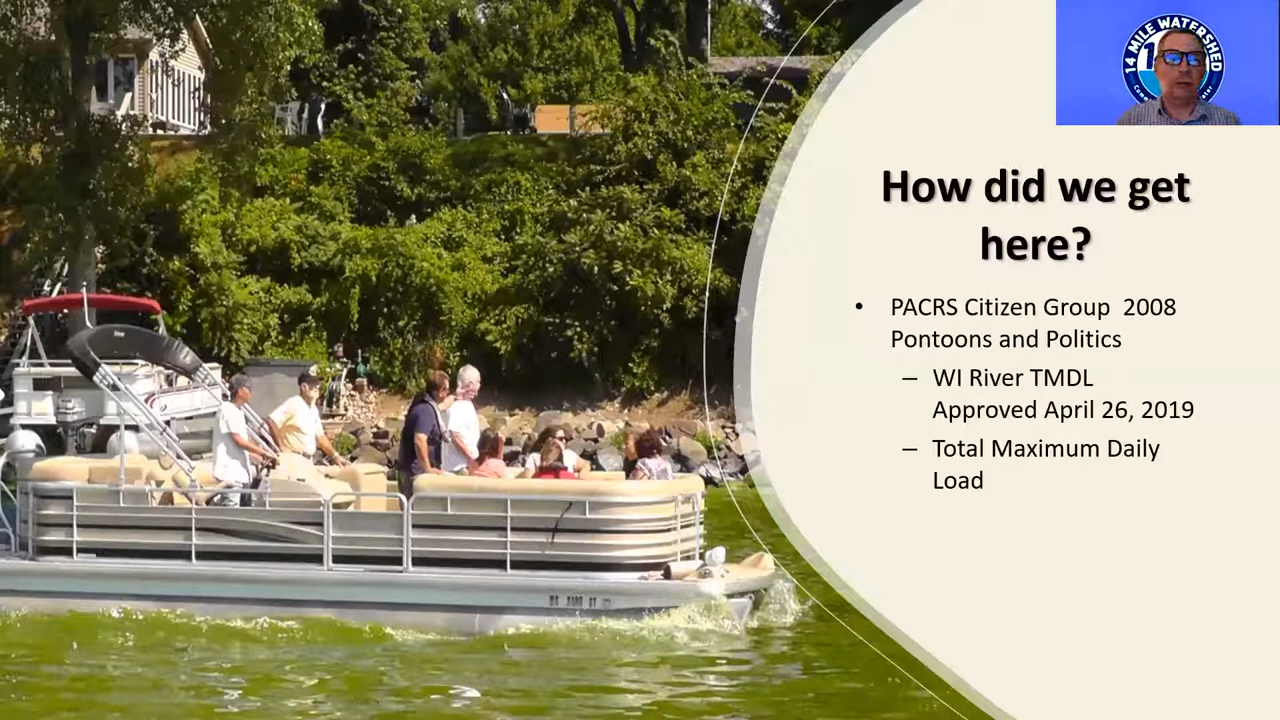 14 MILE WATERSHED
How did we get
here?
• PACRS Citizen Group 2008
Pontoons and Politics
– WI River TMDL
Approved April 26, 2019
– Total Maximum Daily
Load